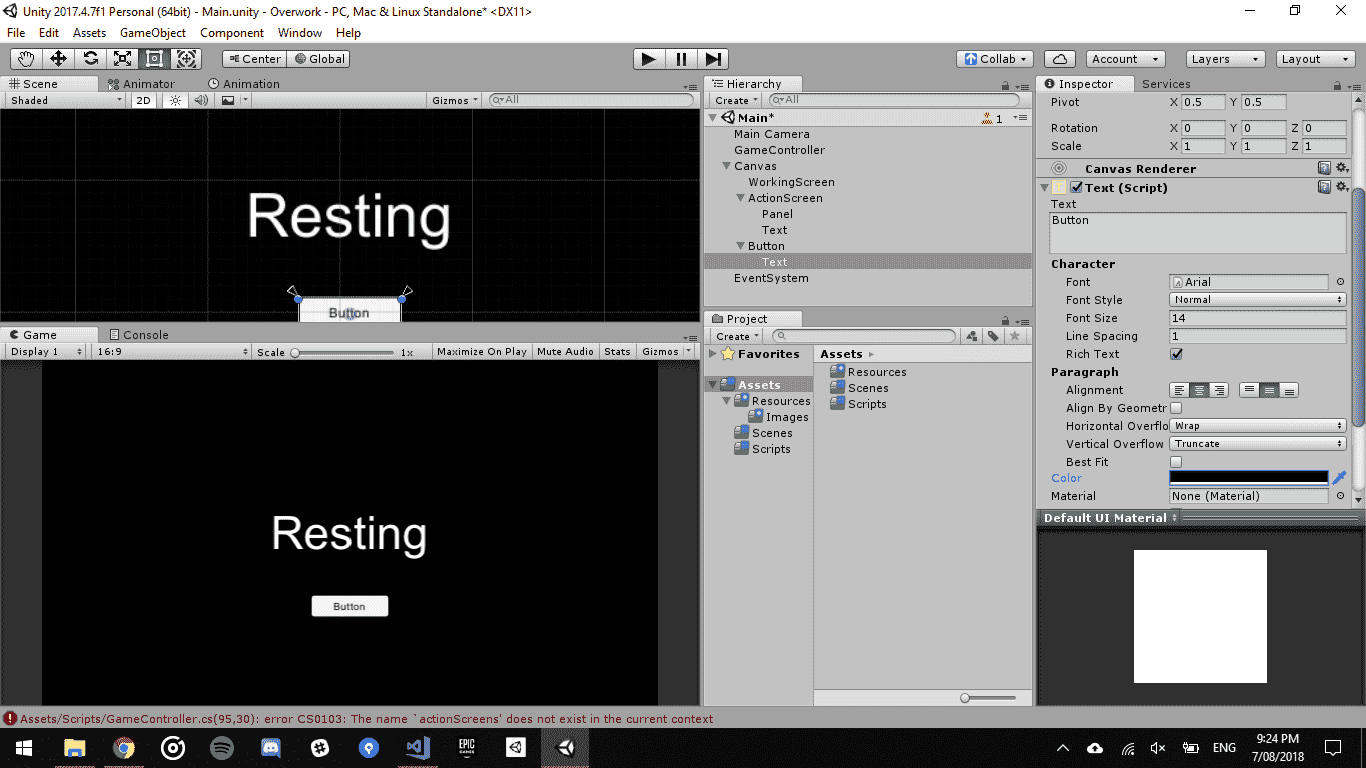 Unity 2017.4.7f1 Personal (64bit) - Main.unity - Overwork - PC, Mac & Linux Standalone* <DX11>
File Edit Assets GameObject Component Window Help
Center Global Collab Account Layers Layout
Scene Animator Animation
Shaded 2D Gizmos All
Resting
Button
Game Console
Display 1 16:9 Scale 1x Maximize On Play Mute Audio Stats Gizmos
Resting
Button
Hierarchy
Create All
Main* 1
Main Camera
GameController
Canvas
WorkingScreen
ActionScreen
Panel
Text
Button
Text
EventSystem
Project
Create
Favorites
Assets
Resources
Images
Scenes
Scripts
Assets
Resources
Scenes
Scripts
Inspector Services
Pivot X 0.5 Y 0.5
Rotation X 0 Y 0 Z 0
Scale X 1 Y 1 Z 1
Canvas Renderer
Text (Script)
Text
Button
Character
Font Arial
Font Style Normal
Font Size 14
Line Spacing 1
Rich Text
Paragraph
Alignment
Align By Geometr
Horizontal Overflo Wrap
Vertical Overflow Truncate
Best Fit
Color
Material None (Material)
Default UI Material
Assets/Scripts/GameController.cs(95,30): error CS0103: The name `actionScreens' does not exist in the current context
EPIC GAMES
ENG
9:24 PM
7/08/2018